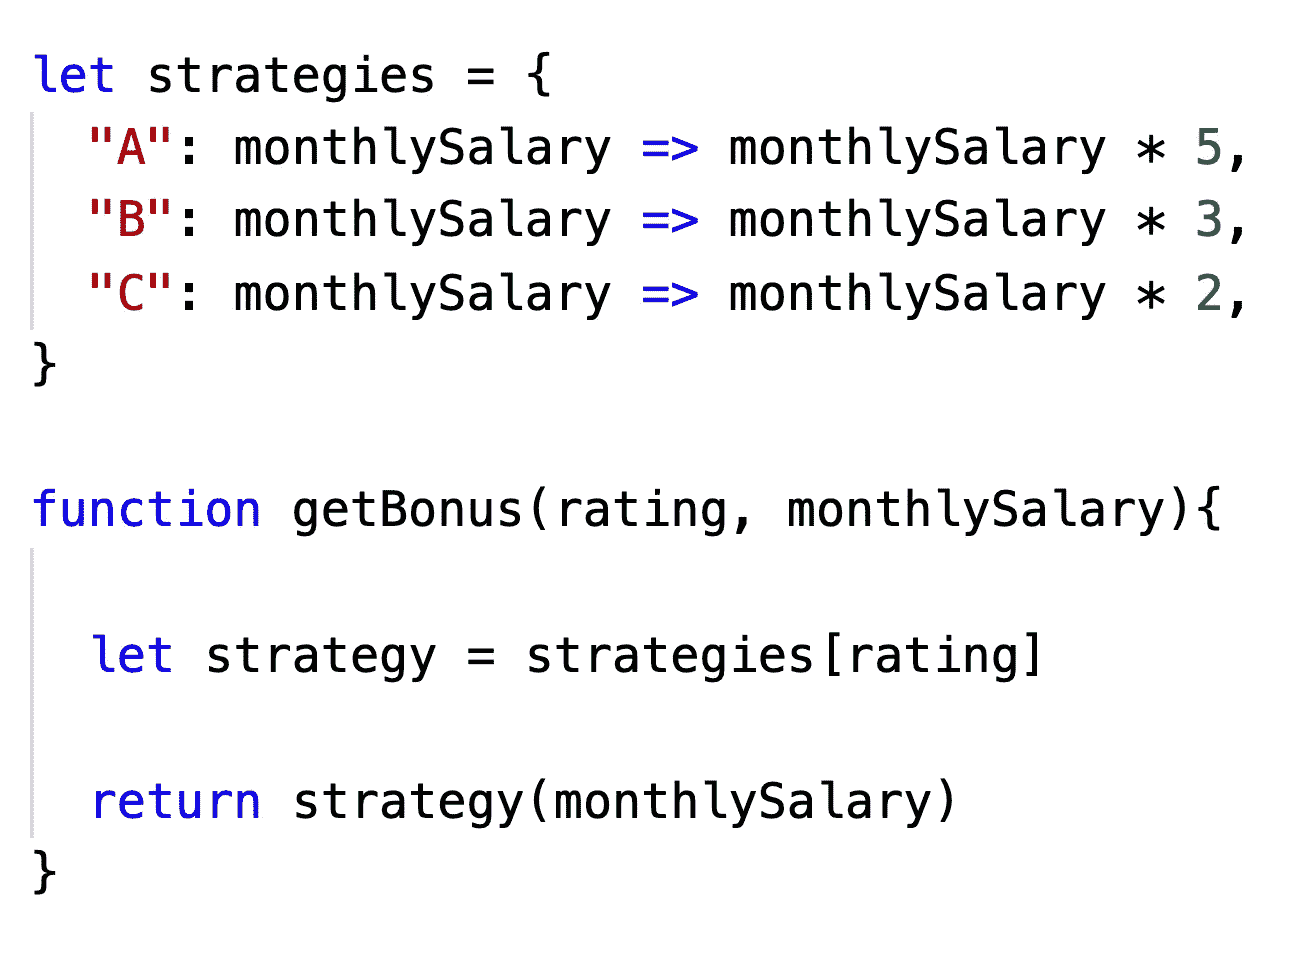 let strategies = {
  "A": monthlySalary => monthlySalary * 5,
  "B": monthlySalary => monthlySalary * 3,
  "C": monthlySalary => monthlySalary * 2,
}
function getBonus(rating, monthlySalary){
  let strategy = strategies[rating]
  return strategy(monthlySalary)
}